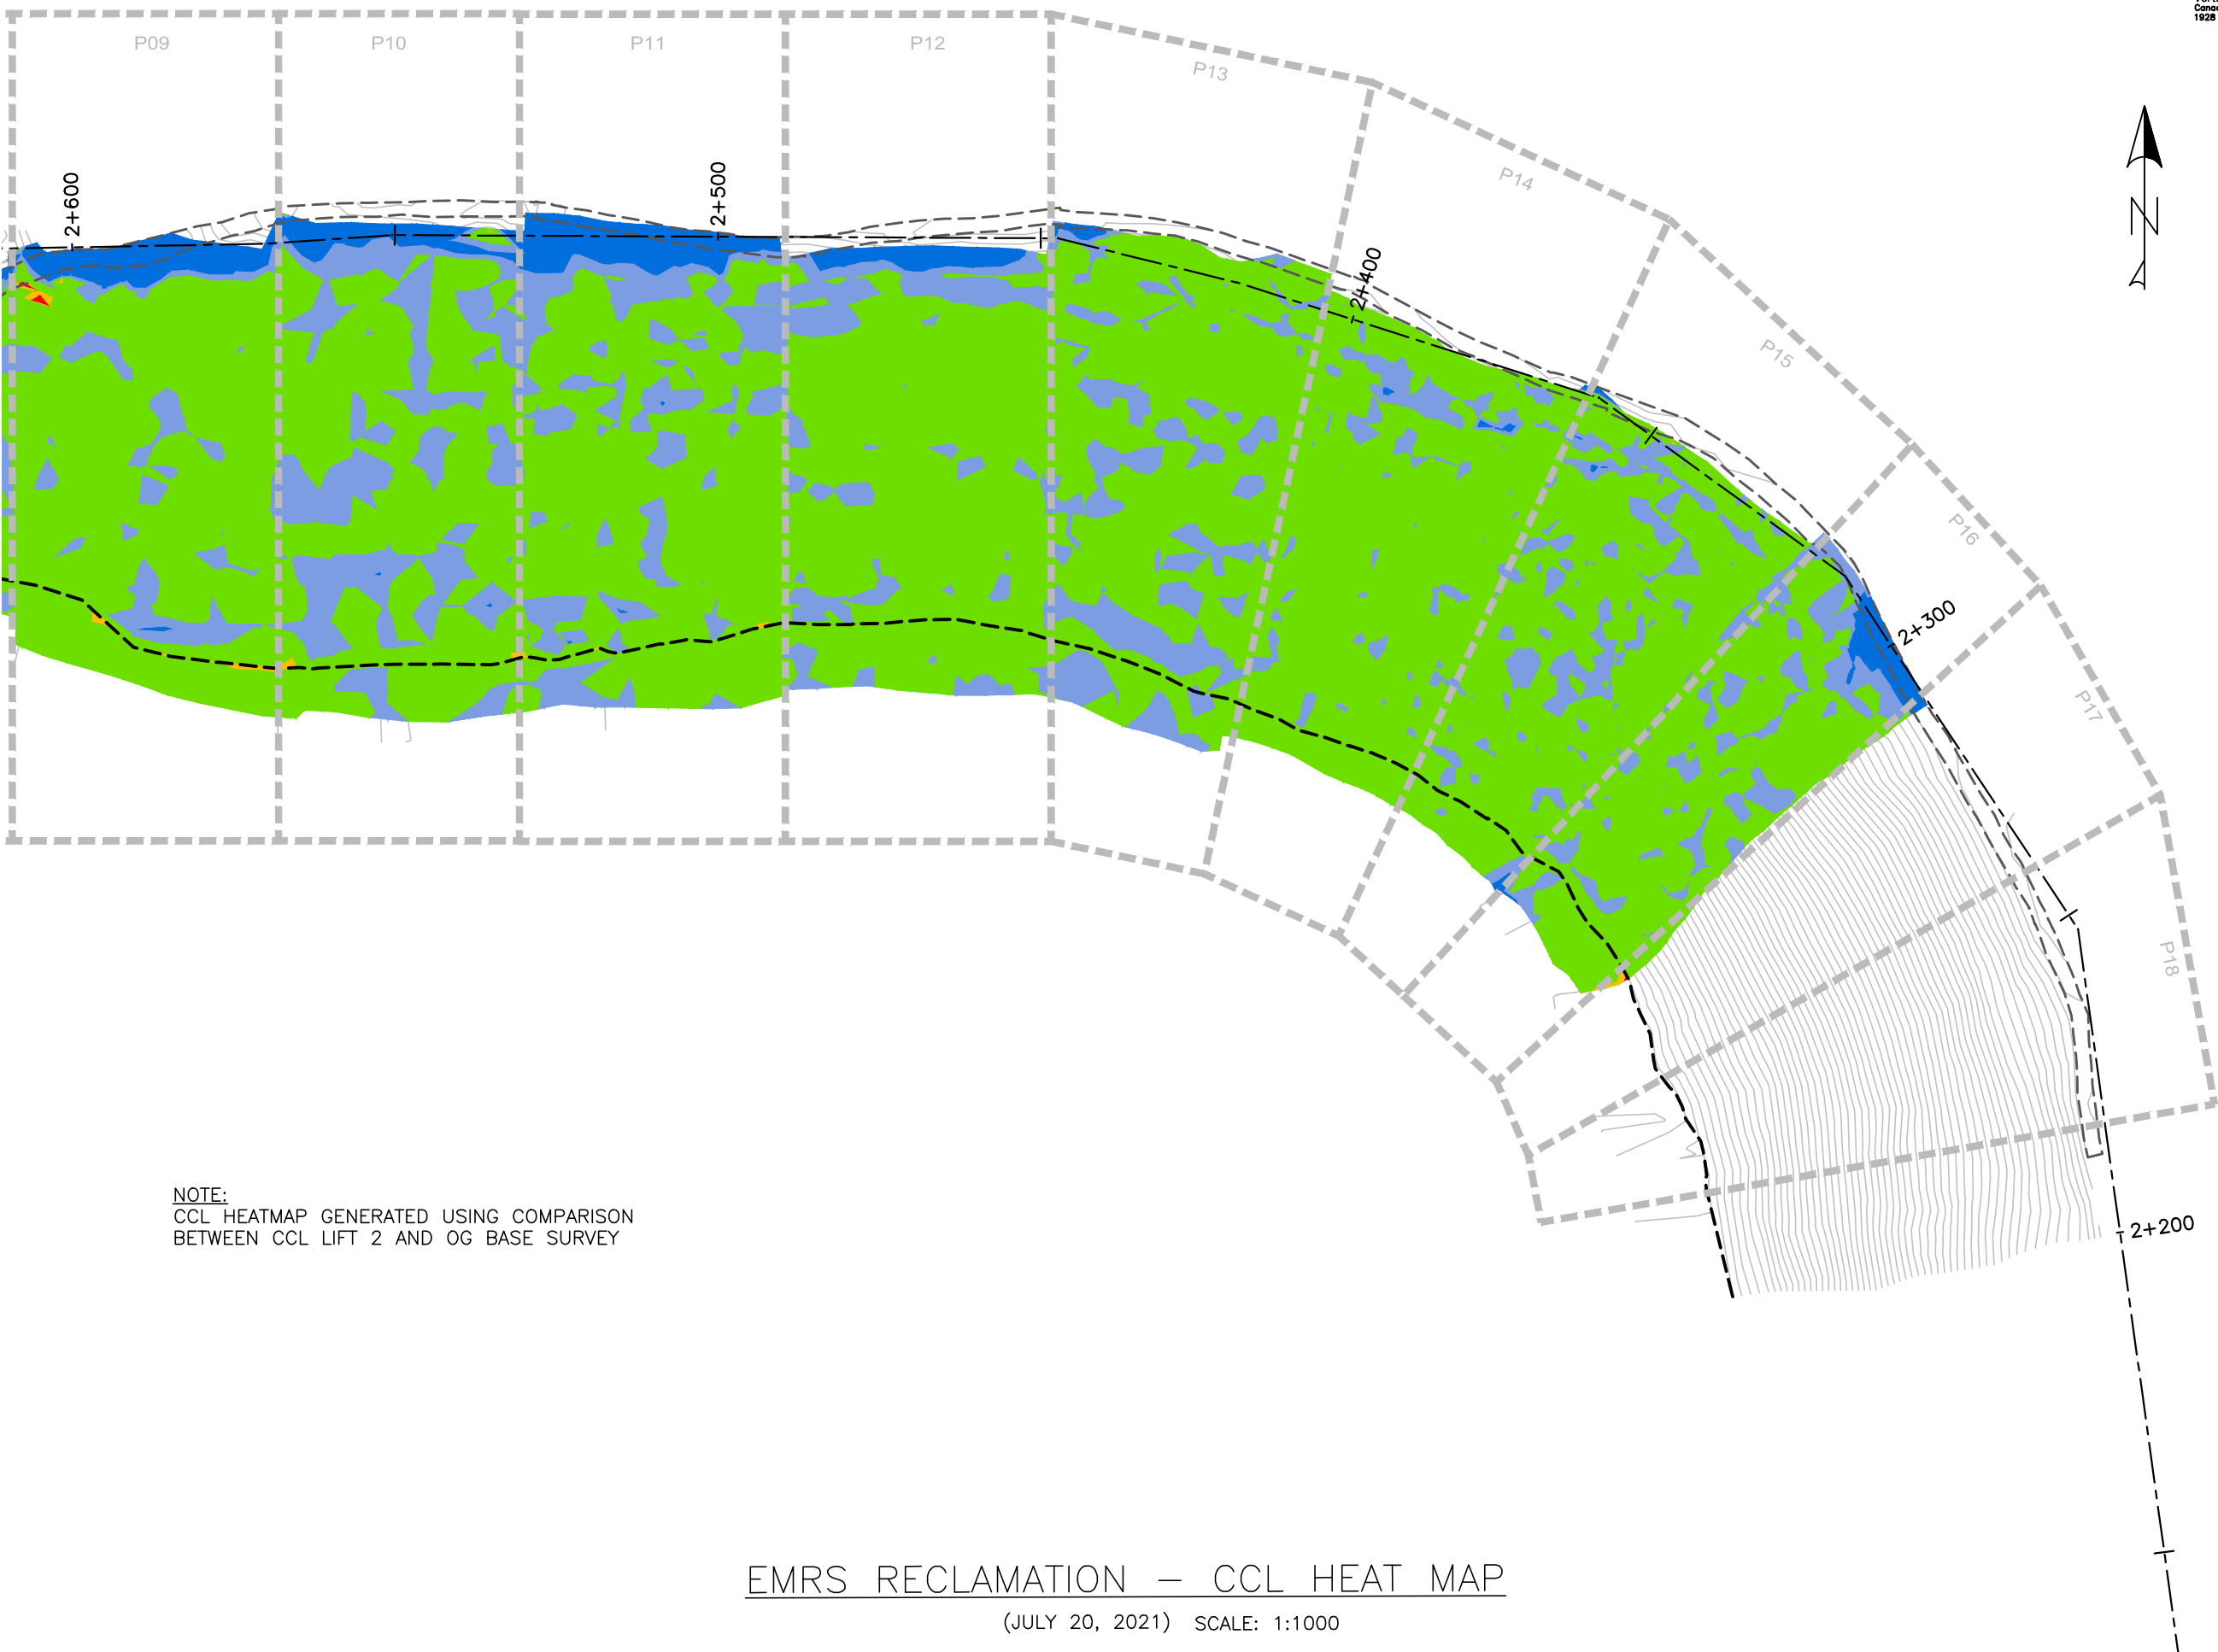 Canad
1928
P09
P10
P11
P12
P13
P14
P15
P16
P17
P18
2+600
2+500
2+400
2+300
2+200
N
NOTE:
CCL HEATMAP GENERATED USING COMPARISON
BETWEEN CCL LIFT 2 AND OG BASE SURVEY
EMRS RECLAMATION – CCL HEAT MAP
(JULY 20, 2021) SCALE: 1:1000